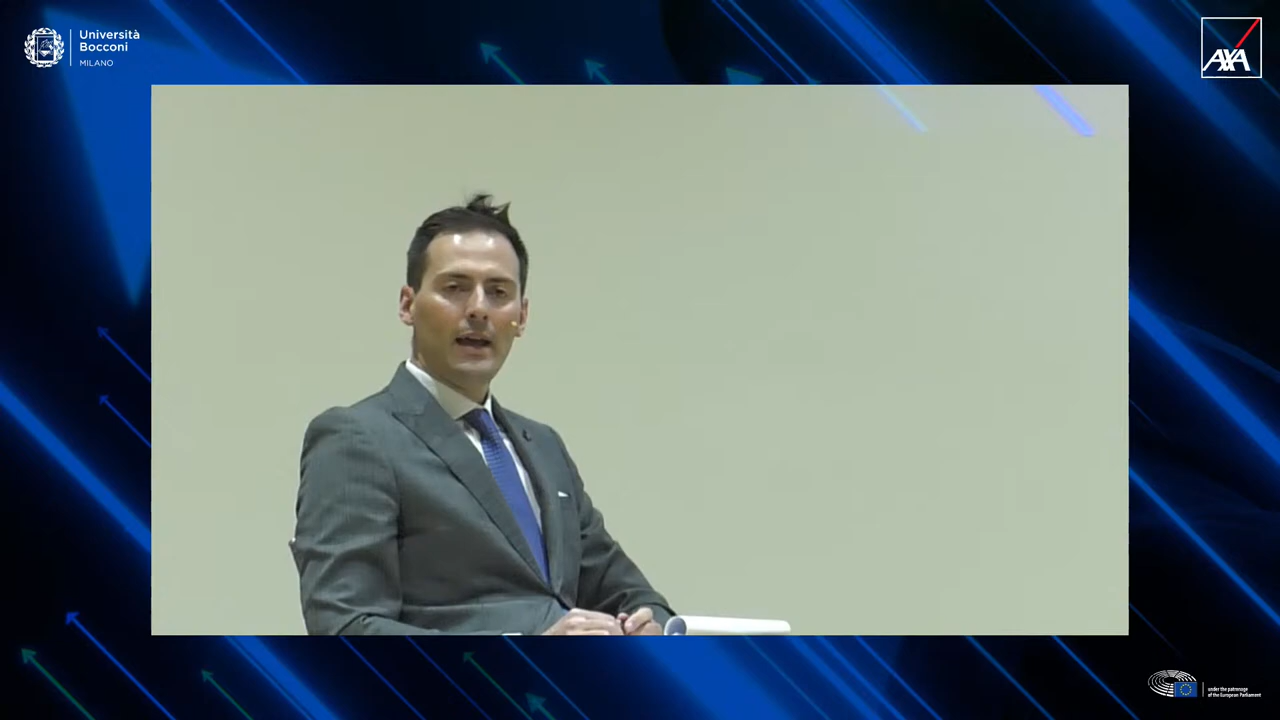 Università
Bocconi
MILANO
AXA
under the patronage
of the European Parliament